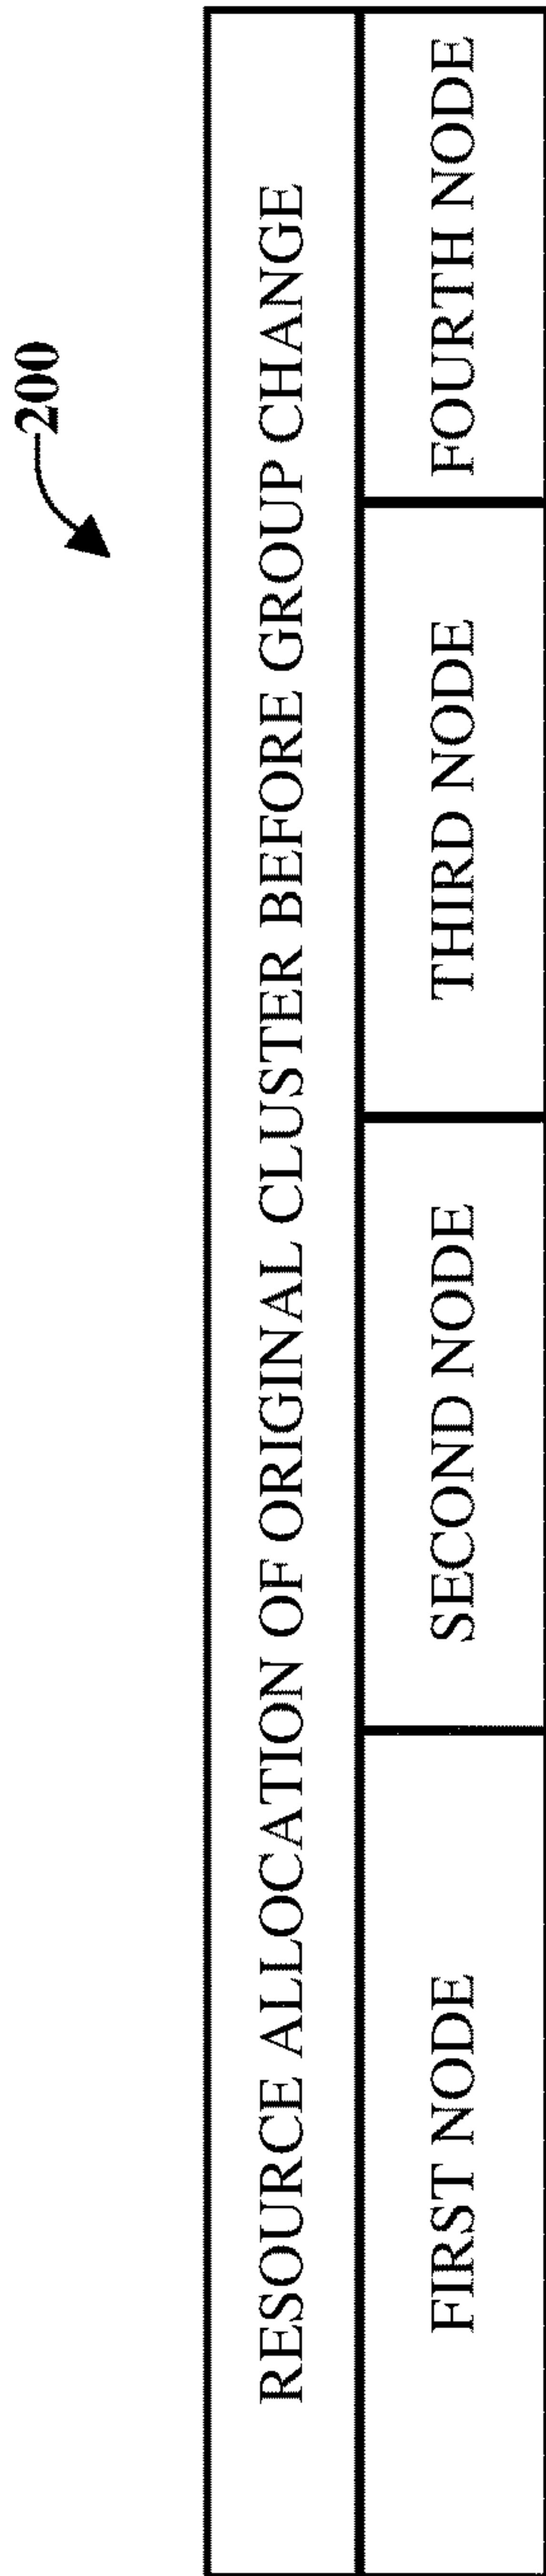 200
RESOURCE ALLOCATION OF ORIGINAL CLUSTER BEFORE GROUP CHANGE
FIRST NODE
SECOND NODE
THIRD NODE
FOURTH NODE